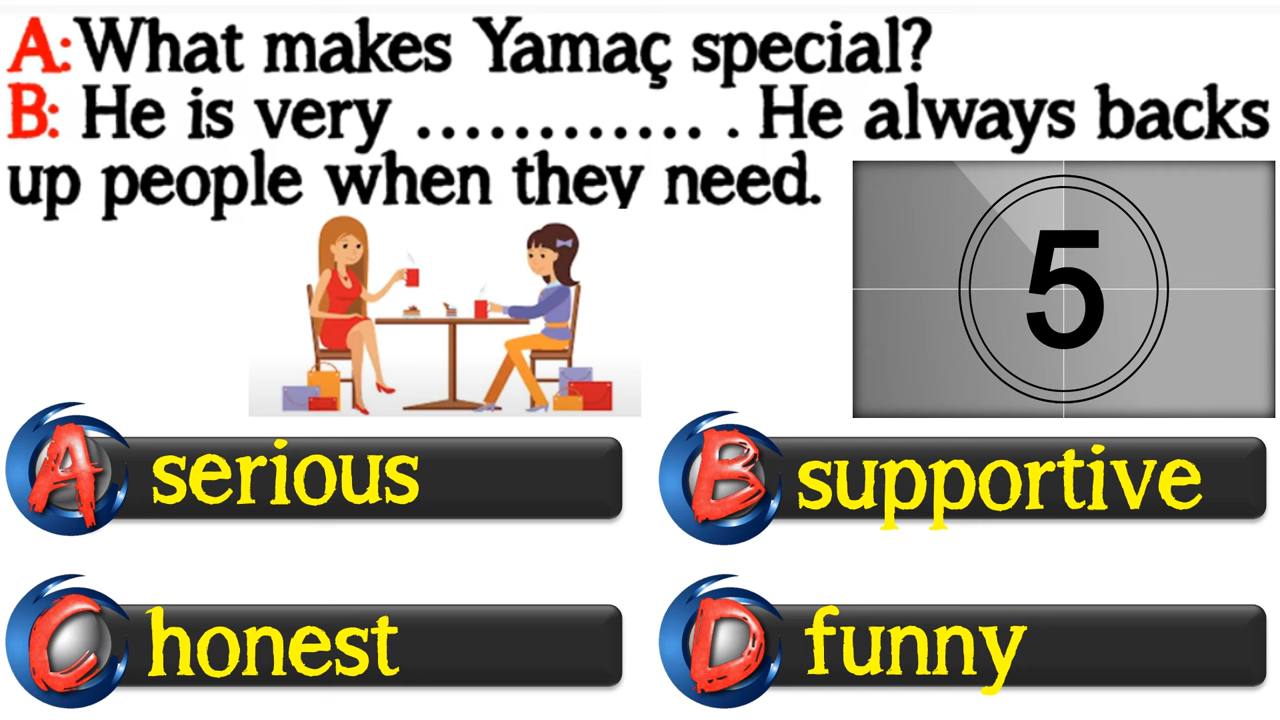 A: What makes Yamaç special?
B: He is very ............. . He always backs
up people when they need.
5
A serious
B supportive
C honest
D funny